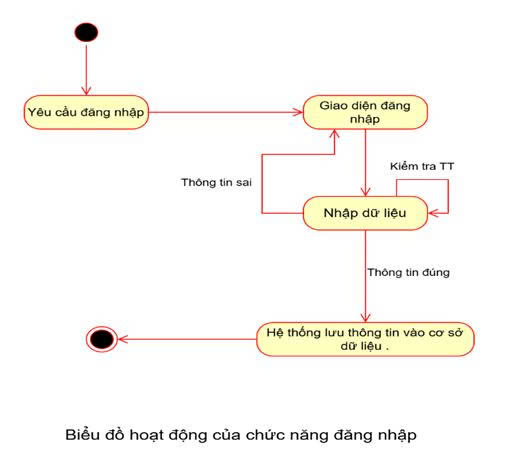 Yêu cầu đăng nhập
Giao diện đăng
nhập
Thông tin sai
Kiểm tra TT
Nhập dữ liệu
Thông tin đúng
Hệ thống lưu thông tin vào cơ sở
dữ liệu .
Biểu đồ hoạt động của chức năng đăng nhập